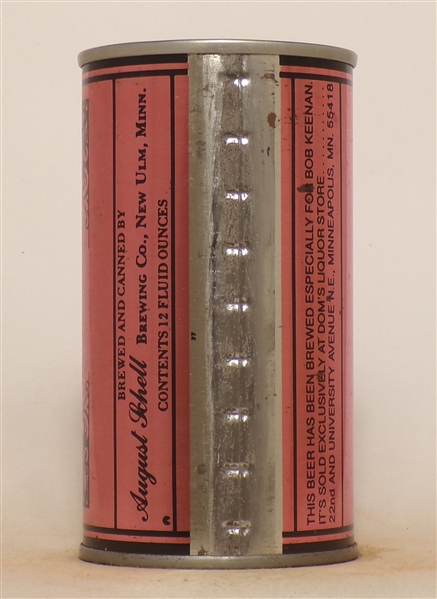 BREWED AND CANNED BY
August Schell BREWING CO., NEW ULM, MINN.
CONTENTS 12 FLUID OUNCES
THIS BEER HAS BEEN BREWED ESPECIALLY FOR BOB KEENAN.
IT'S SOLD EXCLUSIVELY AT DOM'S LIQUOR STORE . . . . . . . . .
22nd AND UNIVERSITY AVENUE N.E., MINNEAPOLIS, MN. 55418